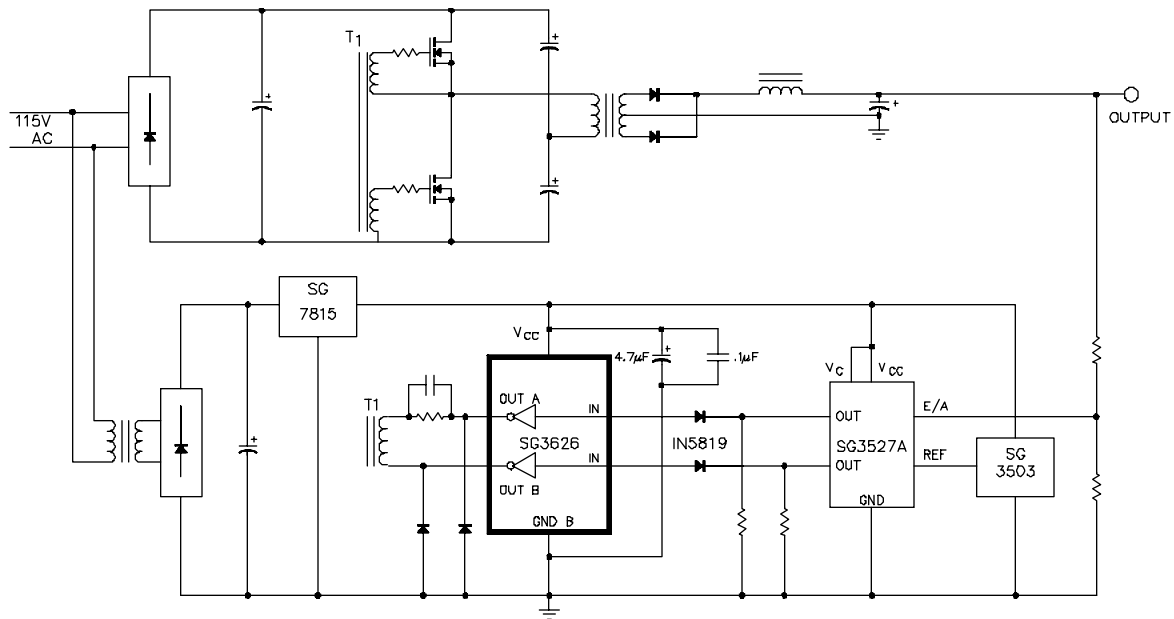 T1
115V
AC
OUTPUT
SG
7815
VCC
4.7µF
.1µF
VC
VCC
T1
OUT A
IN
OUT
E/A
SG3626
IN5819
SG3527A
IN
OUT
REF
SG
3503
OUT B
GND B
GND